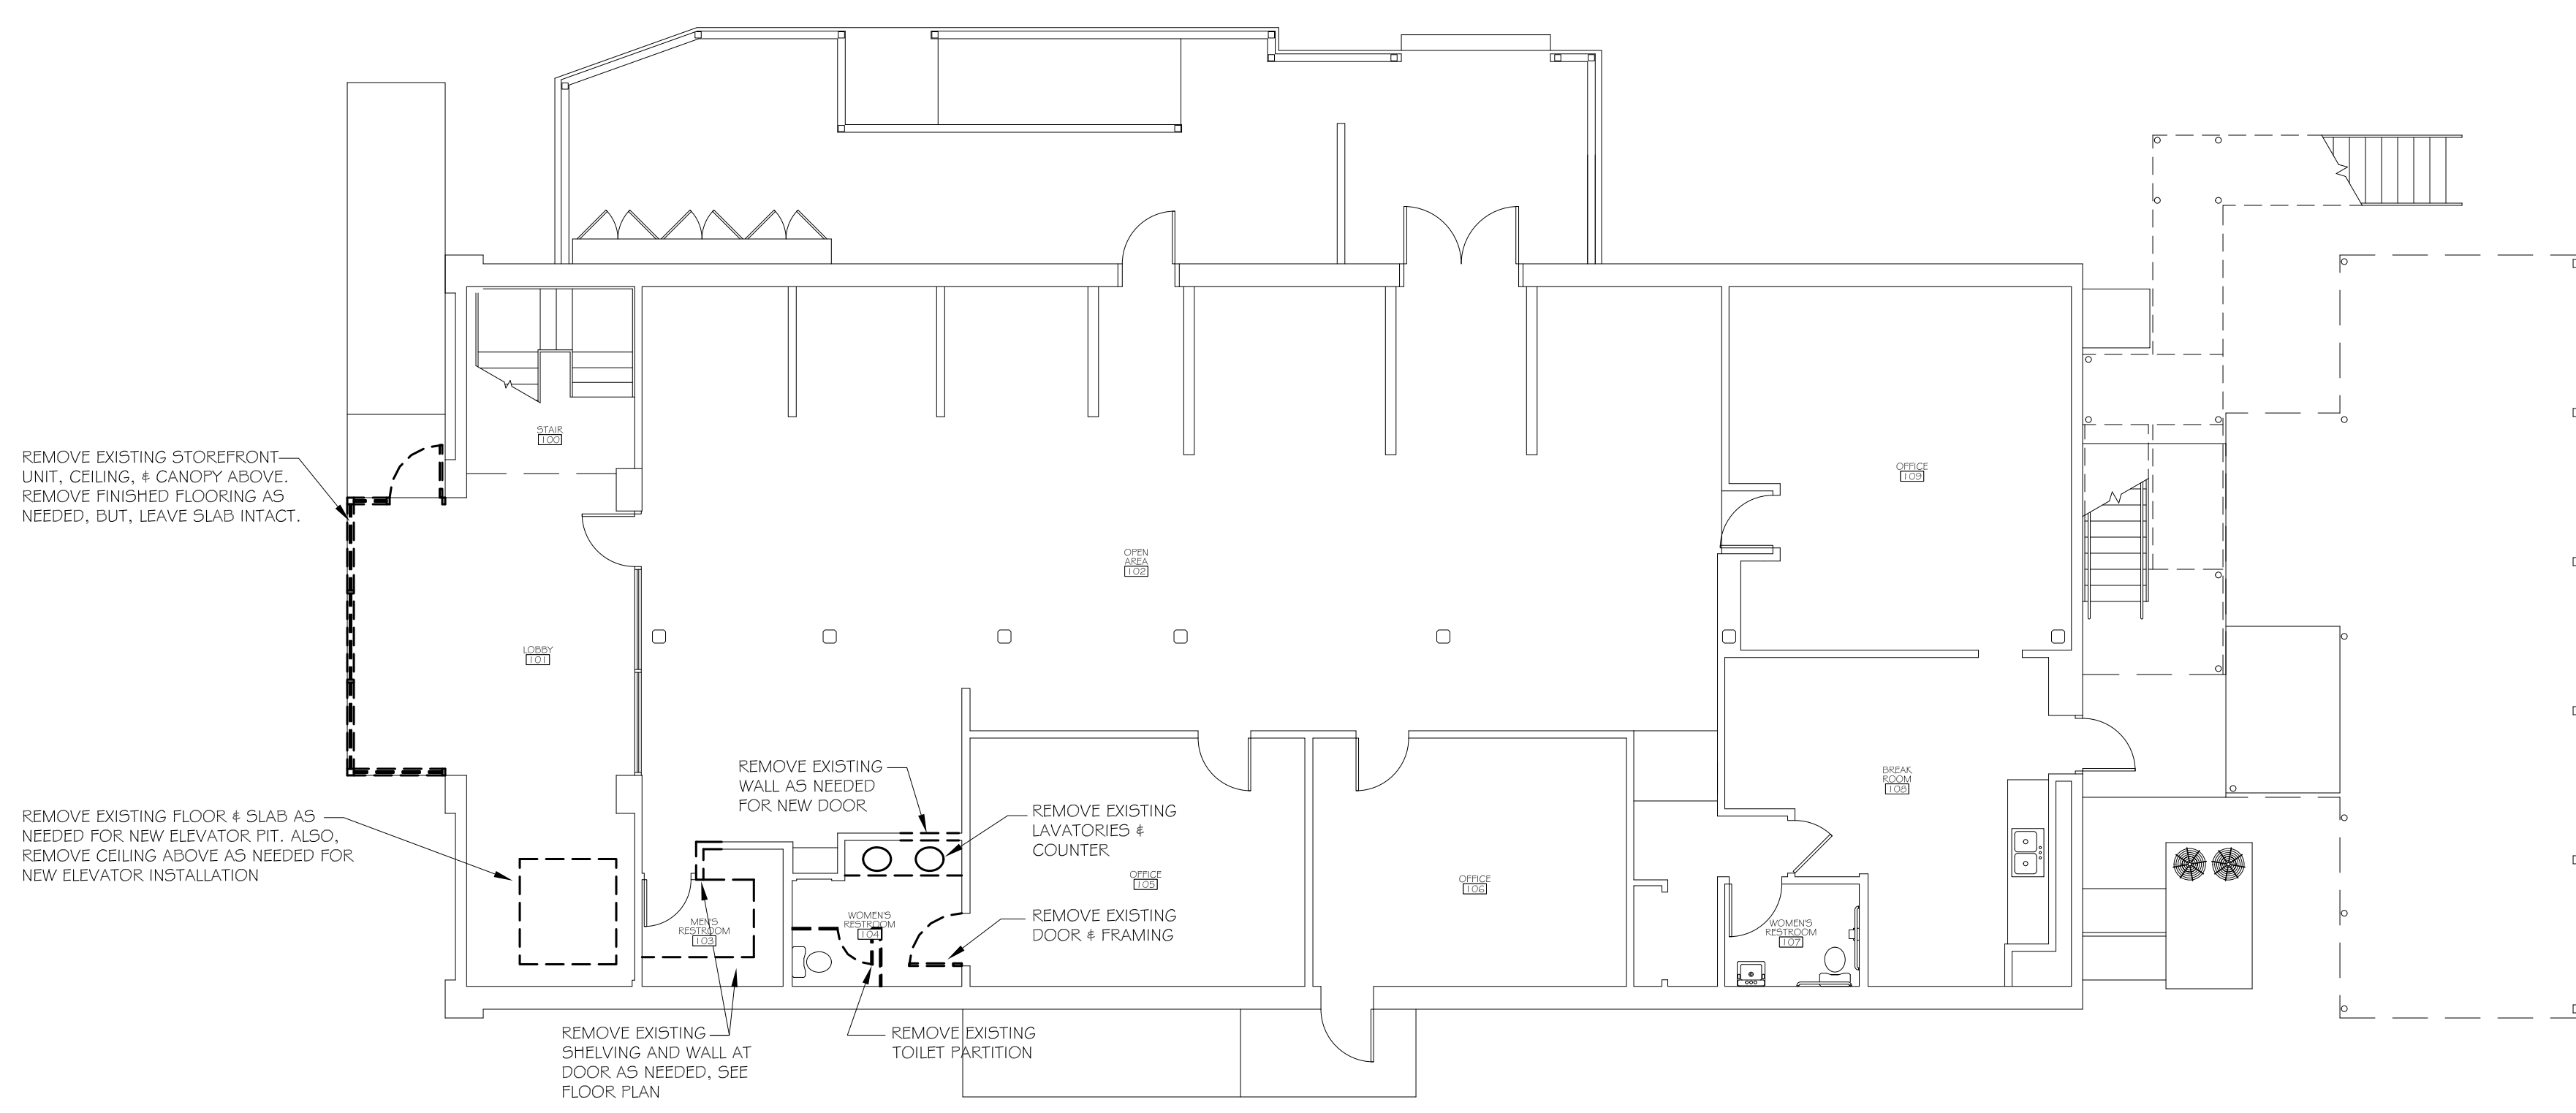 STAIR
100
REMOVE EXISTING STOREFRONT
UNIT, CEILING, & CANOPY ABOVE.
REMOVE FINISHED FLOORING AS
NEEDED, BUT, LEAVE SLAB INTACT.
OFFICE
109
OPEN
AREA
102
LOBBY
101
REMOVE EXISTING
WALL AS NEEDED
FOR NEW DOOR
BREAK
ROOM
108
REMOVE EXISTING FLOOR & SLAB AS
NEEDED FOR NEW ELEVATOR PIT. ALSO,
REMOVE CEILING ABOVE AS NEEDED FOR
NEW ELEVATOR INSTALLATION
REMOVE EXISTING
LAVATORIES &
COUNTER
OFFICE
105
OFFICE
106
MEN'S
RESTROOM
103
WOMEN'S
RESTROOM
104
REMOVE EXISTING
DOOR & FRAMING
WOMEN'S
RESTROOM
107
REMOVE EXISTING
SHELVING AND WALL AT
DOOR AS NEEDED, SEE
FLOOR PLAN
REMOVE EXISTING
TOILET PARTITION